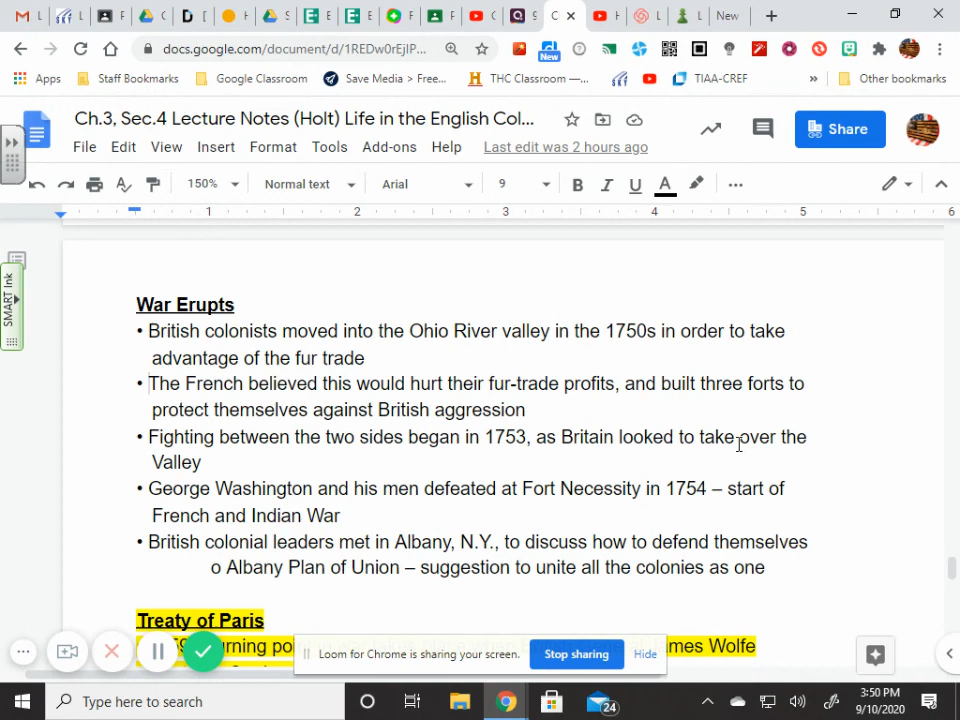 New
docs.google.com/document/d/1REDw0rEjlP...
New
Apps Staff Bookmarks Google Classroom Save Media > Free... THC Classroom —... TIAA-CREF » Other bookmarks
Ch.3, Sec.4 Lecture Notes (Holt) Life in the English Col...
Share
File Edit View Insert Format Tools Add-ons Help Last edit was 2 hours ago
150% Normal text Arial 9 B I U A
1 2 3 4 5 6
SMART Ink
War Erupts
• British colonists moved into the Ohio River valley in the 1750s in order to take
advantage of the fur trade
• The French believed this would hurt their fur-trade profits, and built three forts to
protect themselves against British aggression
• Fighting between the two sides began in 1753, as Britain looked to take over the
Valley
• George Washington and his men defeated at Fort Necessity in 1754 – start of
French and Indian War
• British colonial leaders met in Albany, N.Y., to discuss how to defend themselves
o Albany Plan of Union – suggestion to unite all the colonies as one
Treaty of Paris
Wolfe
Loom for Chrome is sharing your screen. Stop sharing Hide
Type here to search
24
3:50 PM
9/10/2020